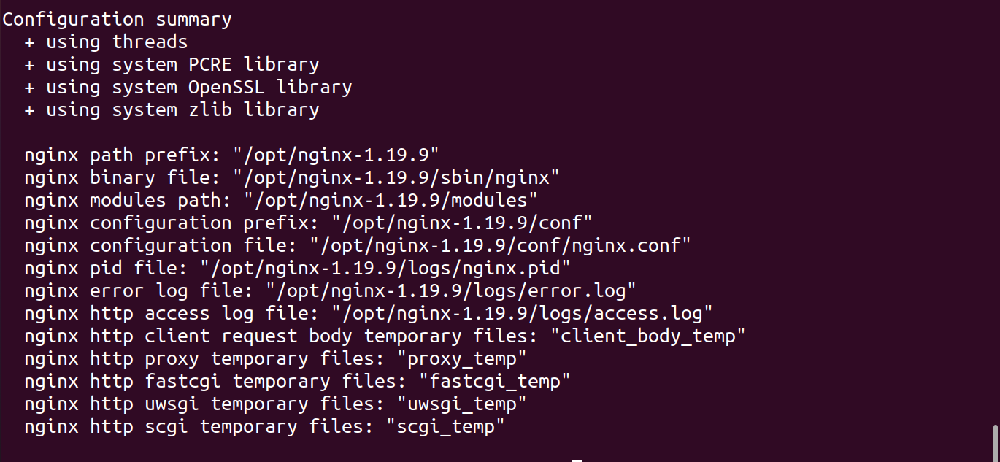 Configuration summary
+ using threads
+ using system PCRE library
+ using system OpenSSL library
+ using system zlib library
nginx path prefix: "/opt/nginx-1.19.9"
nginx binary file: "/opt/nginx-1.19.9/sbin/nginx"
nginx modules path: "/opt/nginx-1.19.9/modules"
nginx configuration prefix: "/opt/nginx-1.19.9/conf"
nginx configuration file: "/opt/nginx-1.19.9/conf/nginx.conf"
nginx pid file: "/opt/nginx-1.19.9/logs/nginx.pid"
nginx error log file: "/opt/nginx-1.19.9/logs/error.log"
nginx http access log file: "/opt/nginx-1.19.9/logs/access.log"
nginx http client request body temporary files: "client_body_temp"
nginx http proxy temporary files: "proxy_temp"
nginx http fastcgi temporary files: "fastcgi_temp"
nginx http uwsgi temporary files: "uwsgi_temp"
nginx http scgi temporary files: "scgi_temp"